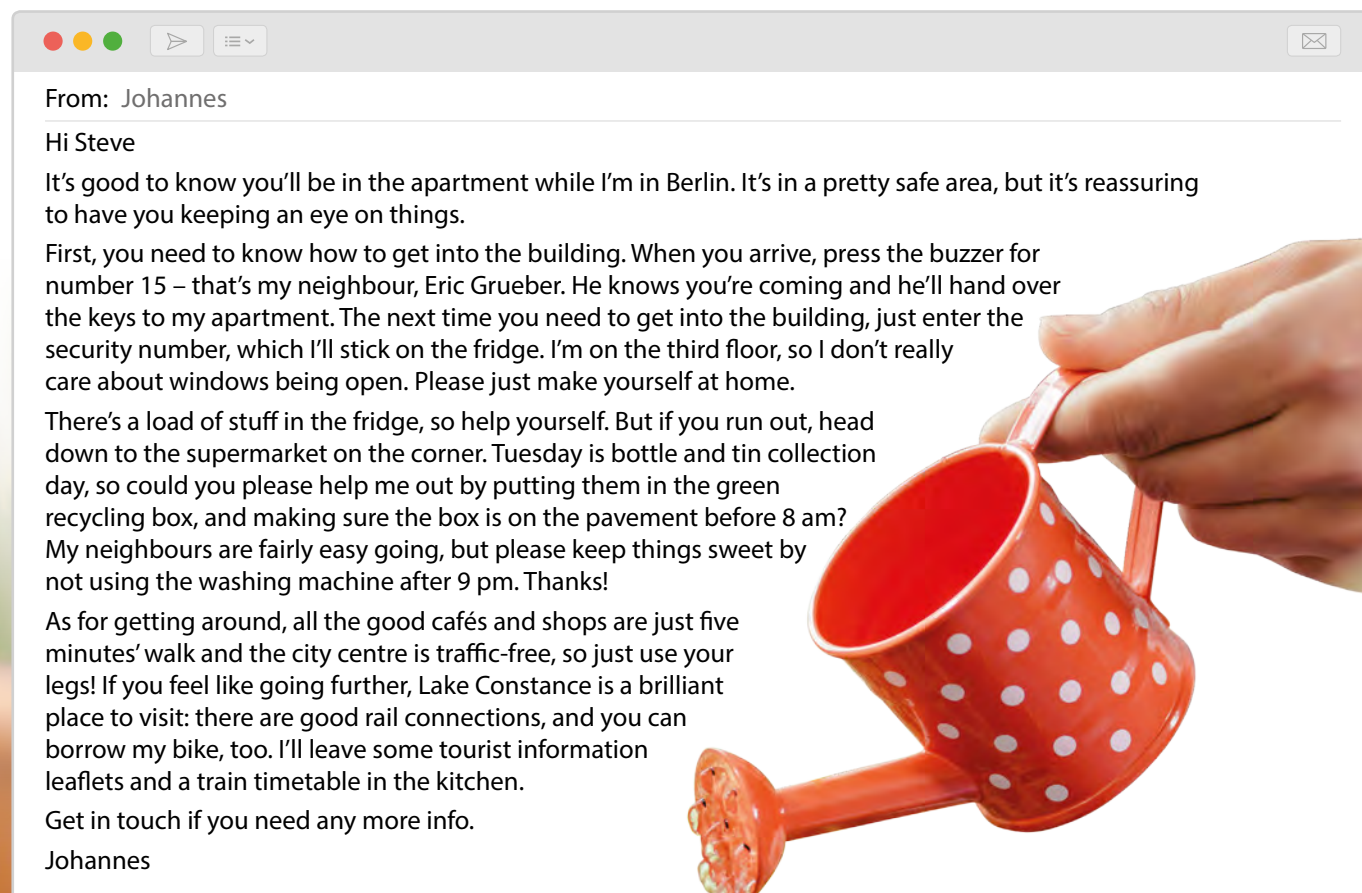 From: Johannes
Hi Steve
It’s good to know you’ll be in the apartment while I’m in Berlin. It’s in a pretty safe area, but it’s reassuring
to have you keeping an eye on things.
First, you need to know how to get into the building. When you arrive, press the buzzer for
number 15 – that’s my neighbour, Eric Grueber. He knows you’re coming and he’ll hand over
the keys to my apartment. The next time you need to get into the building, just enter the
security number, which I’ll stick on the fridge. I’m on the third floor, so I don’t really
care about windows being open. Please just make yourself at home.
There’s a load of stuff in the fridge, so help yourself. But if you run out, head
down to the supermarket on the corner. Tuesday is bottle and tin collection
day, so could you please help me out by putting them in the green
recycling box, and making sure the box is on the pavement before 8 am?
My neighbours are fairly easy going, but please keep things sweet by
not using the washing machine after 9 pm. Thanks!
As for getting around, all the good cafés and shops are just five
minutes’ walk and the city centre is traffic-free, so just use your
legs! If you feel like going further, Lake Constance is a brilliant
place to visit: there are good rail connections, and you can
borrow my bike, too. I’ll leave some tourist information
leaflets and a train timetable in the kitchen.
Get in touch if you need any more info.
Johannes